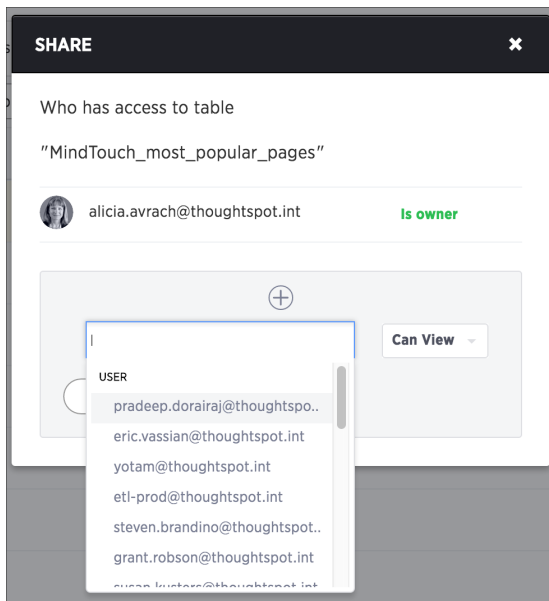 SHARE
Who has access to table
"MindTouch_most_popular_pages"
alicia.avrach@thoughtspot.int Is owner
Can View
USER
pradeep.dorairaj@thoughtspo..
eric.vassian@thoughtspot.int
yotam@thoughtspot.int
etl-prod@thoughtspot.int
steven.brandino@thoughtspot..
grant.robson@thoughtspot.int